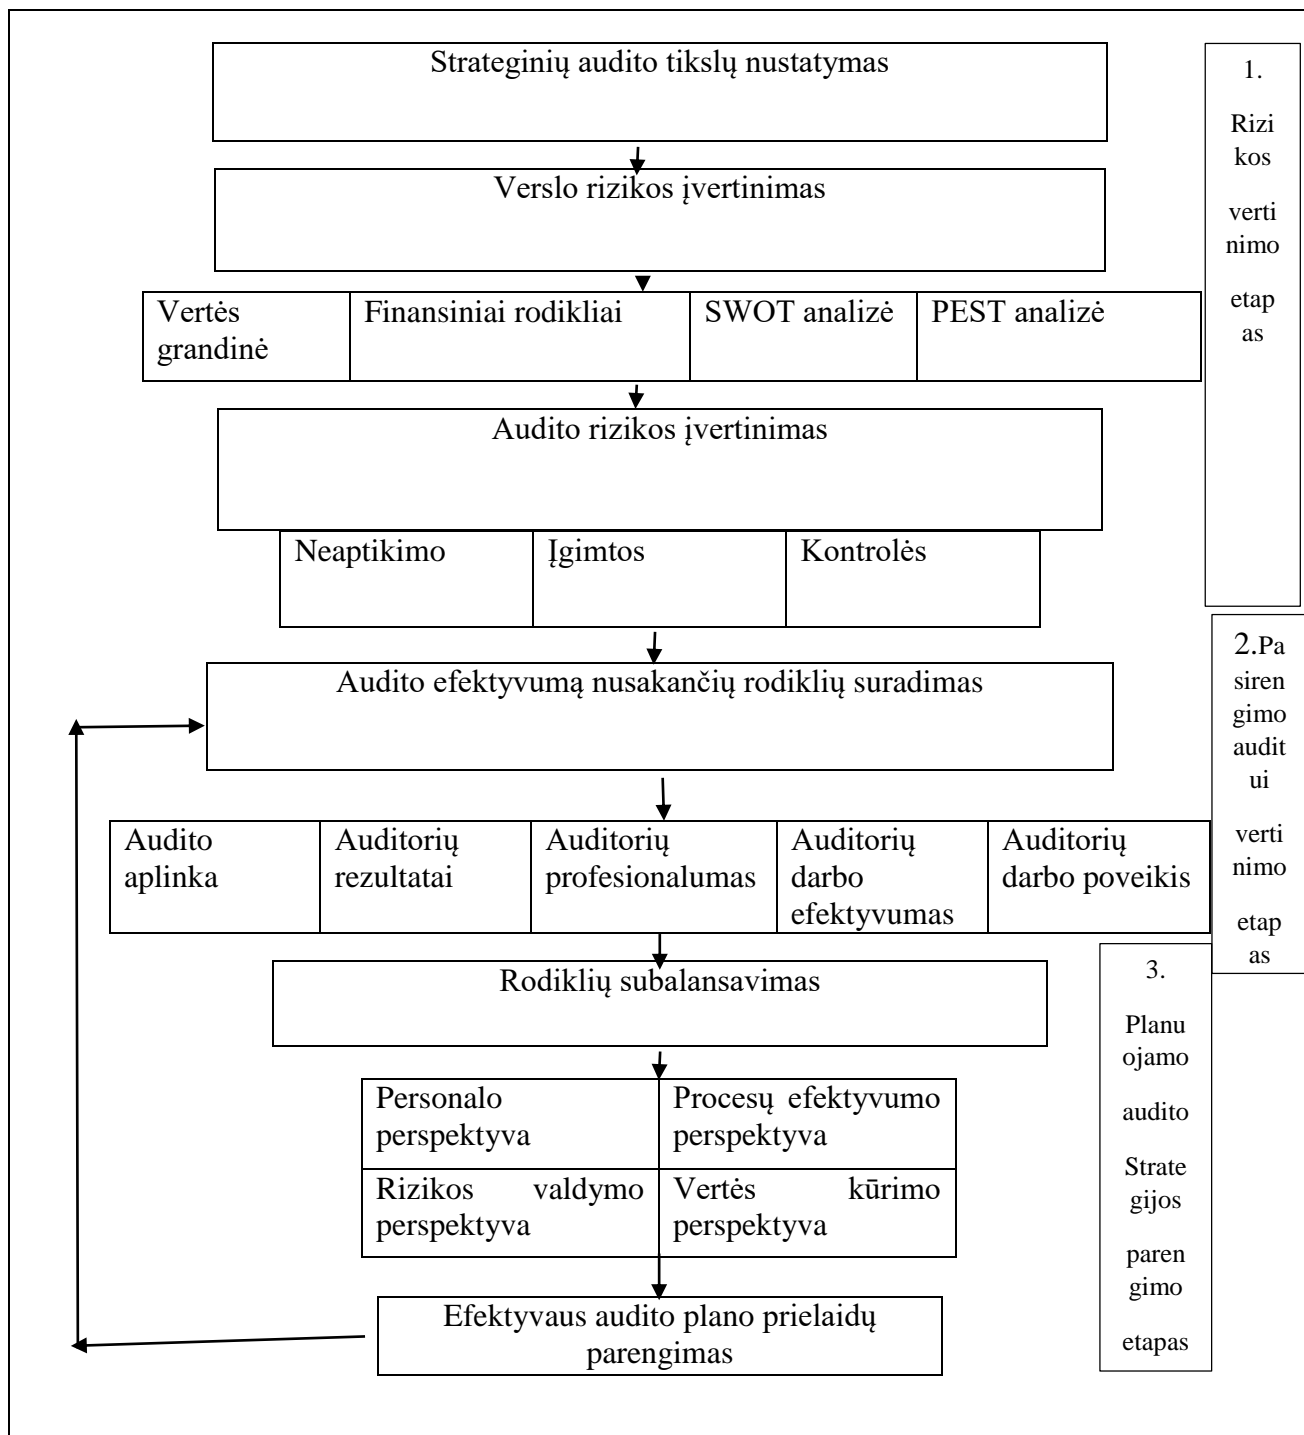 Strateginių audito tikslų nustatymas
Verslo rizikos įvertinimas
Vertės
grandinė
Finansiniai rodikliai
SWOT analizė
PEST analizė
Audito rizikos įvertinimas
Neaptikimo
Įgimtos
Kontrolės
1.
Rizi
kos
verti
nimo
etap
as
Audito efektyvumą nusakančių rodiklių suradimas
Audito
aplinka
Auditorių
rezultatai
Auditorių
profesionalumas
Auditorių
darbo
efektyvumas
Auditorių
darbo poveikis
2.Pa
siren
gimo
audit
ui
verti
nimo
etap
as
Rodiklių subalansavimas
Personalo
perspektyva
Procesų efektyvumo
perspektyva
Rizikos valdymo
perspektyva
Vertės kūrimo
perspektyva
Efektyvaus audito plano prielaidų
parengimas
3.
Planu
ojamo
audito
Strate
gijos
paren
gimo
etapas